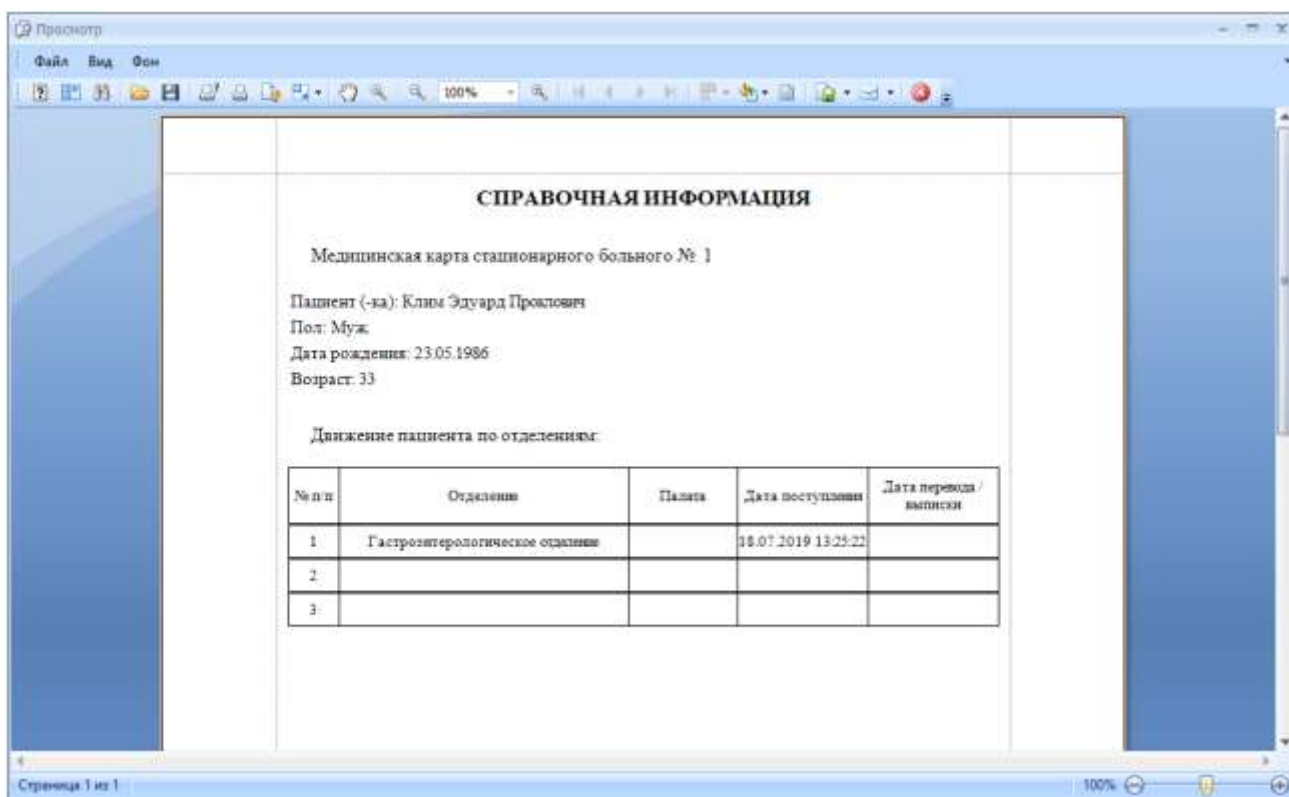 Просмотр
Файл Вид Фон
100%
СПРАВОЧНАЯ ИНФОРМАЦИЯ
Медицинская карта стационарного больного № 1
Пациент (-ка): Клим Эдуард Проклович
Пол: Муж.
Дата рождения: 23.05.1986
Возраст: 33
Движение пациента по отделениям:
№ п/п Отделение Палата Дата поступления Дата перевода /
выписки
1 Гастроэнтерологическое отделение 18.07.2019 13:25:22
2
3
Страница 1 из 1 100%